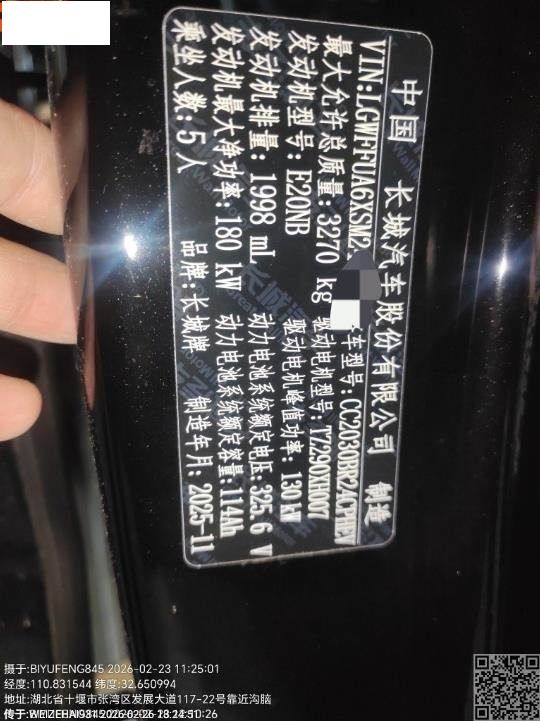 中国 长城汽车股份有限公司 制造
VIN:LGWFFUA6XSM2
车型号:CC2030BR24CPHEV
最大允许总质量:3270 kg
驱动电机型号:TZ290XH007
发动机型号:E20NB
驱动电机峰值功率:130 kW
发动机排量:1998 mL
动力电池系统额定电压:325.6 V
发动机最大净功率:180 kW
动力电池系统额定容量:114Ah
乘坐人数:5人
品牌:长城牌
制造年月:2025-11
摄于:BIYUFENG845 2026-02-23 11:25:01
经度:110.831544 纬度:32.650994
地址:湖北省十堰市张湾区发展大道117-22号靠近沟脑